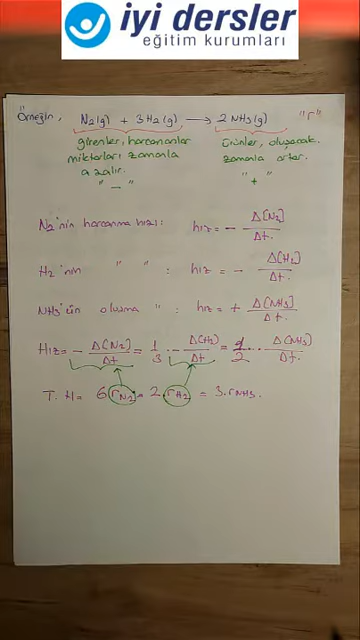 iyi dersler
eğitim kurumları
Örneğin, N₂(g) + 3H₂(g) → 2NH₃(g) "r"
girenler, harcananlar
miktarları zamanla
azalır.
" - "
ürünler, oluşacak.
zamanla artar.
" + "
N₂'nin harcanma hızı: hız = - Δ[N₂] / Δt.
H₂'nin " " : hız = - Δ[H₂] / Δt.
NH₃'ün oluşma " : hız = + Δ[NH₃] / Δt.
Hız = - Δ[N₂] / Δt = 1/3 · - Δ[H₂] / Δt = 1/2 · Δ[NH₃] / Δt.
T. H = 6 rN₂ = 2. rH₂ = 3. rNH₃.